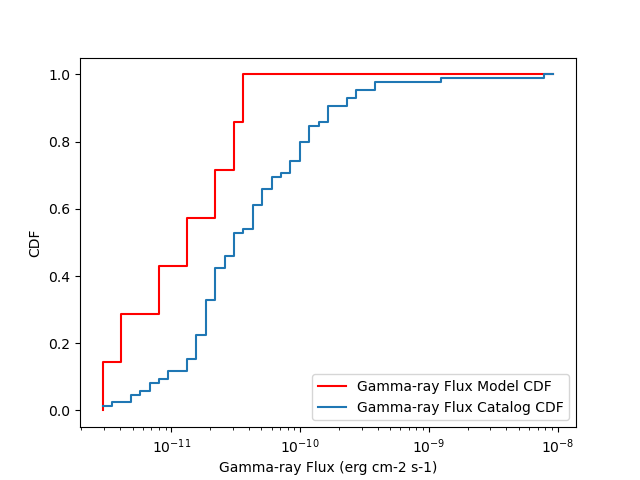 1.0
0.8
0.6
0.4
0.2
0.0
CDF
10⁻¹¹
10⁻¹⁰
10⁻⁹
10⁻⁸
Gamma-ray Flux (erg cm-2 s-1)
Gamma-ray Flux Model CDF
Gamma-ray Flux Catalog CDF